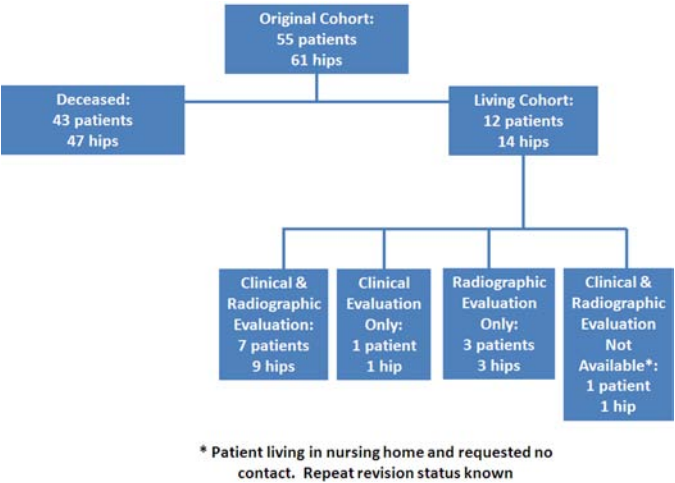 Original Cohort:
55 patients
61 hips
Deceased:
43 patients
47 hips
Living Cohort:
12 patients
14 hips
Clinical &
Radiographic
Evaluation:
7 patients
9 hips
Clinical
Evaluation
Only:
1 patient
1 hip
Radiographic
Evaluation
Only:
3 patients
3 hips
Clinical &
Radiographic
Evaluation
Not
Available*:
1 patient
1 hip
* Patient living in nursing home and requested no
contact. Repeat revision status known